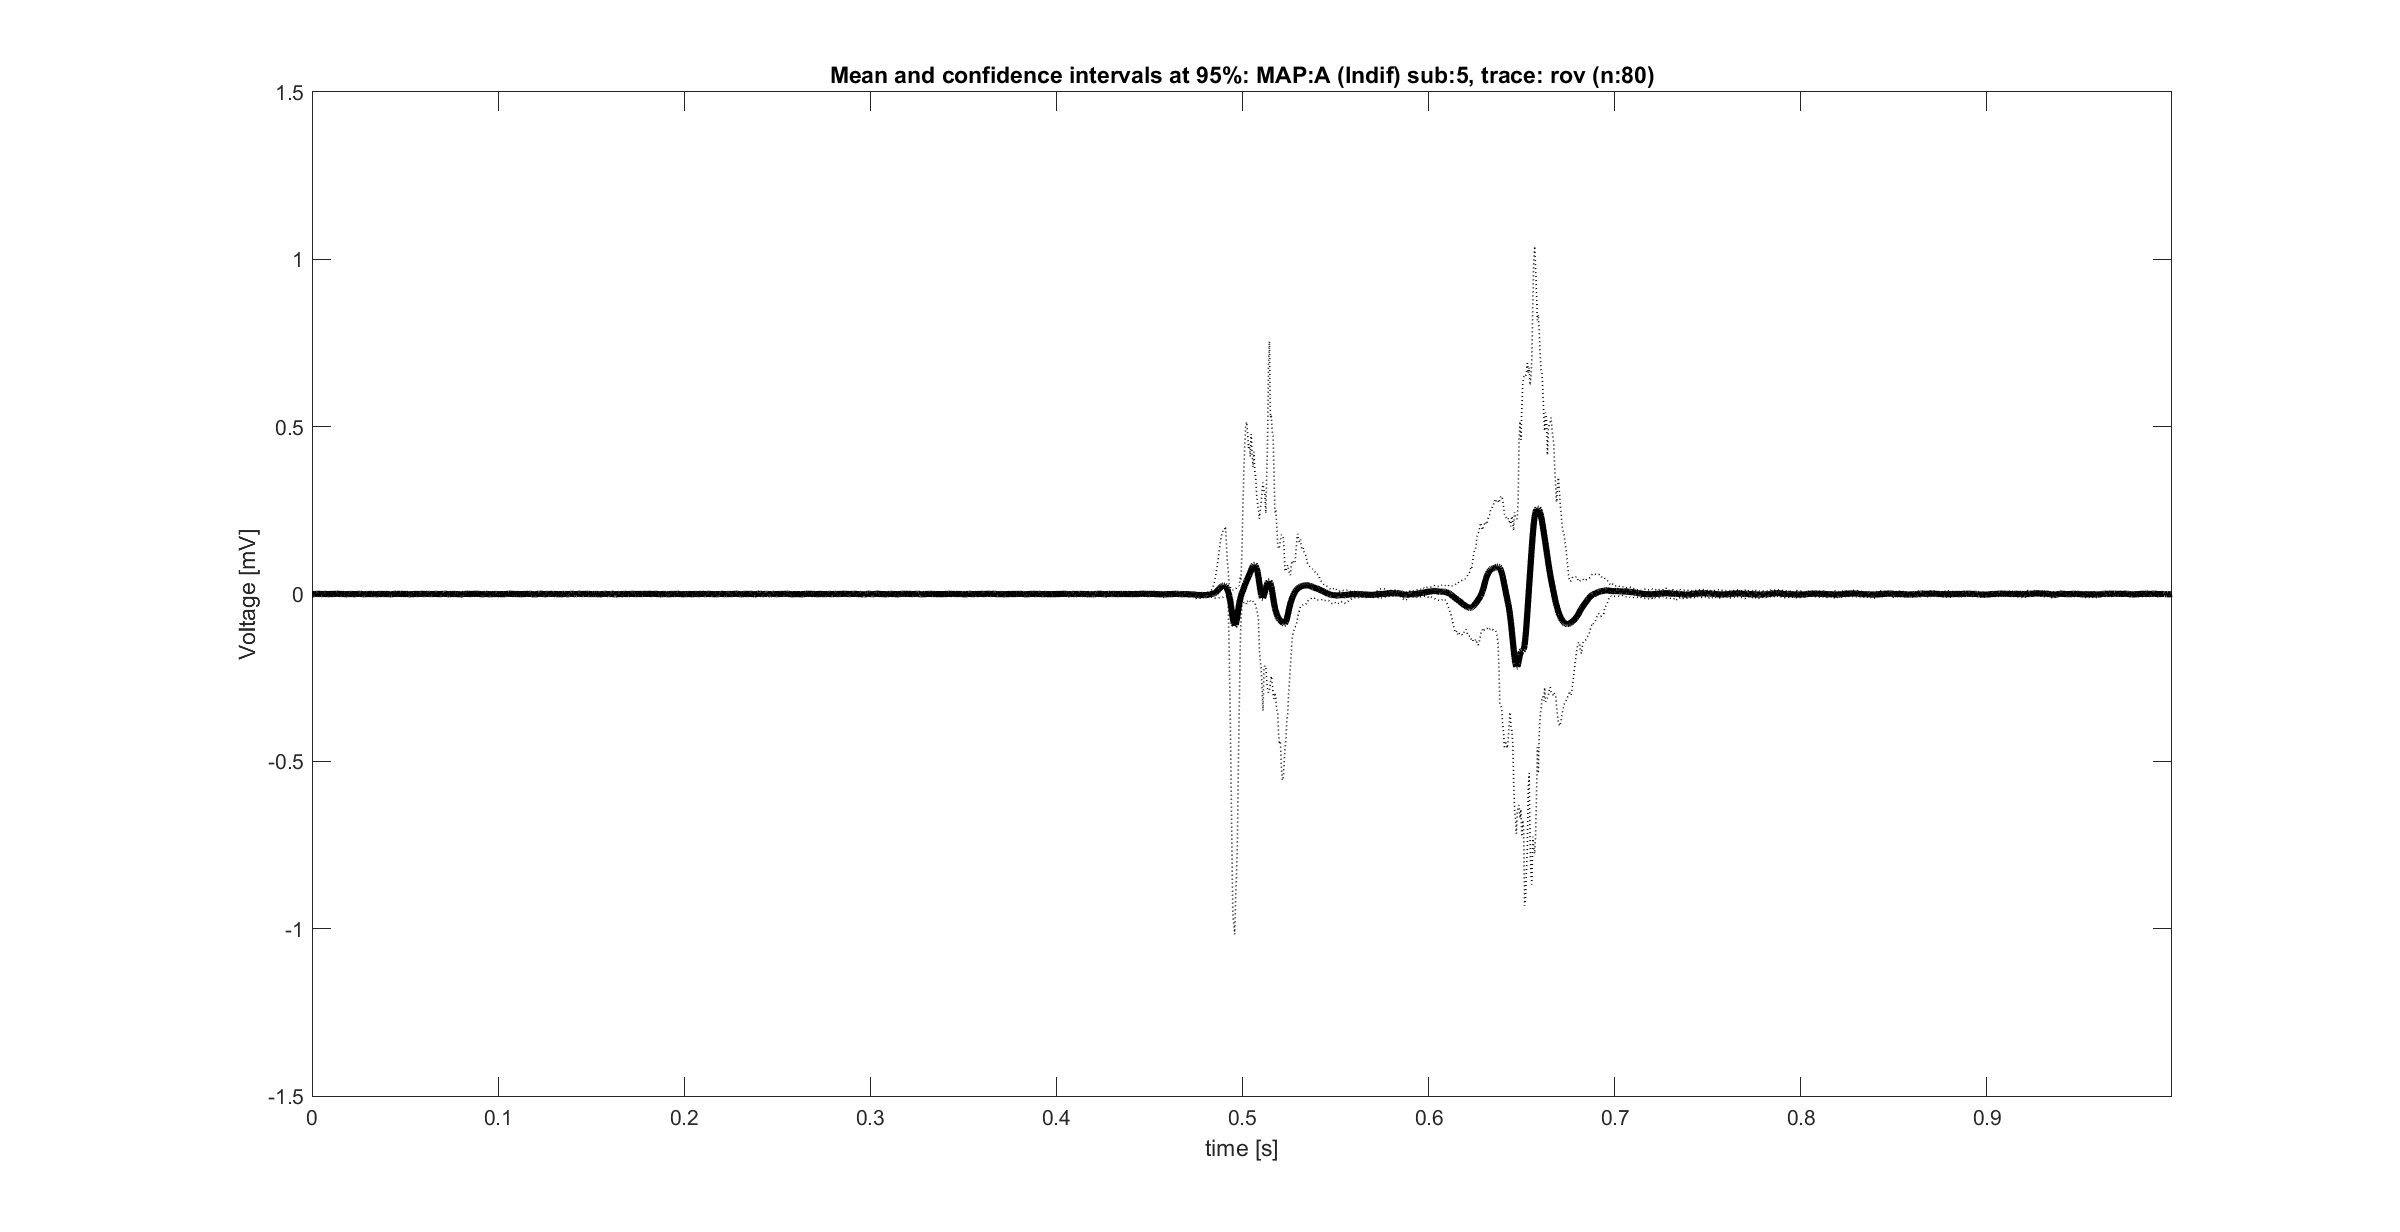 Mean and confidence intervals at 95%: MAP:A (Indif) sub:5, trace: rov (n:80)
1.5
1
0.5
0
-0.5
-1
-1.5
Voltage [mV]
0 0.1 0.2 0.3 0.4 0.5 0.6 0.7 0.8 0.9
time [s]